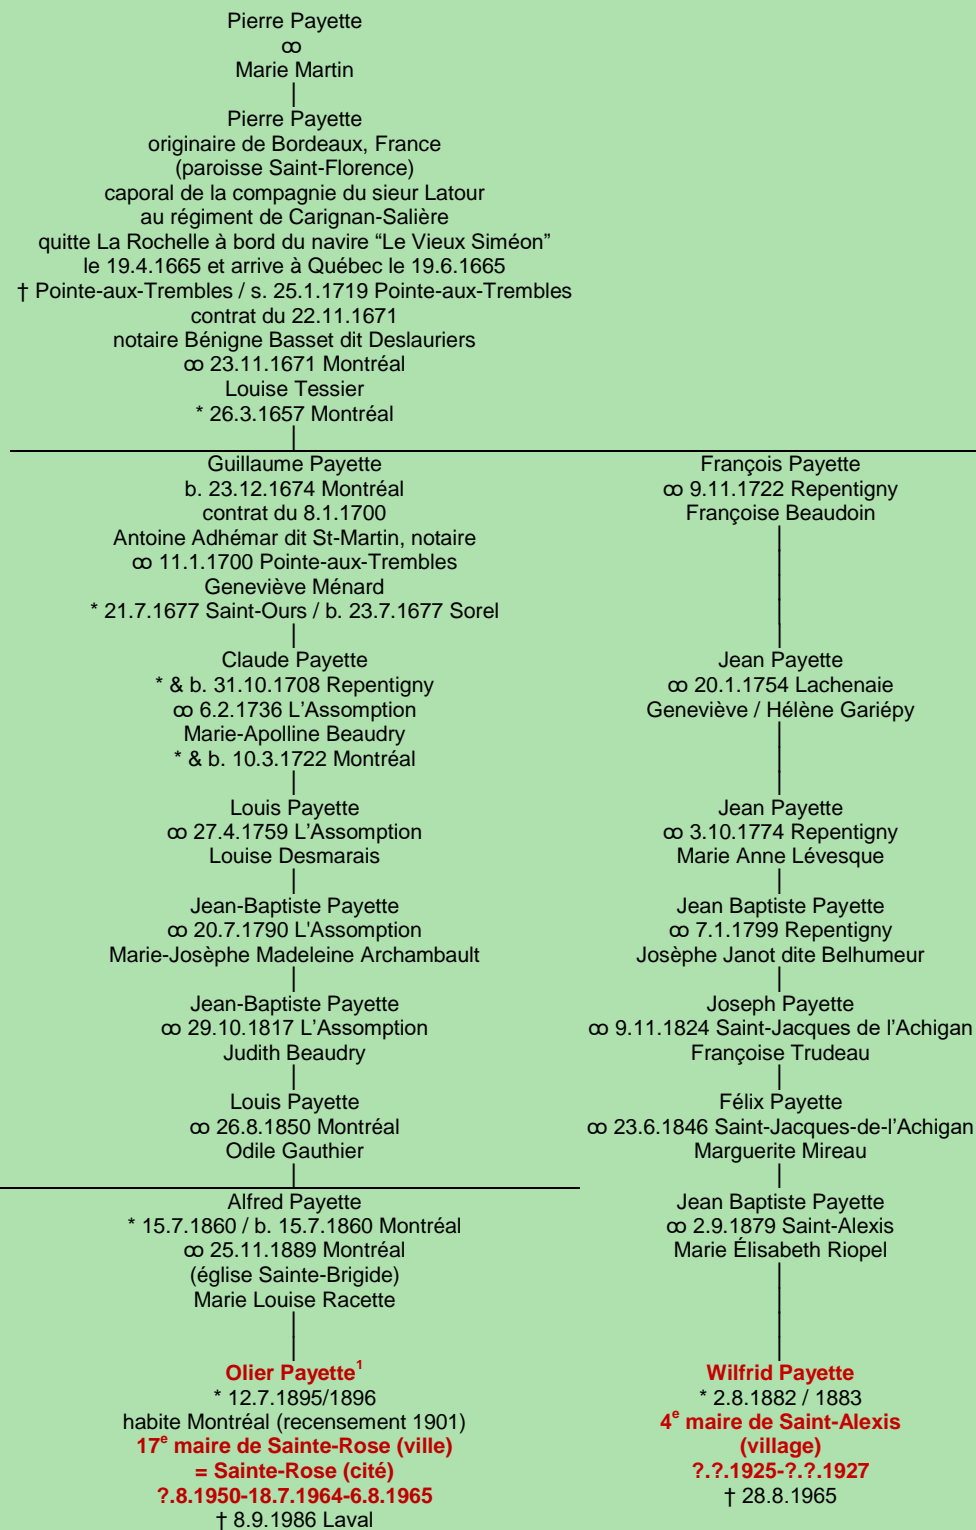 Pierre Payette
ꝏ
Marie Martin
Pierre Payette
originaire de Bordeaux, France
(paroisse Saint-Florence)
caporal de la compagnie du sieur Latour
au régiment de Carignan-Salière
quitte La Rochelle à bord du navire “Le Vieux Siméon”
le 19.4.1665 et arrive à Québec le 19.6.1665
† Pointe-aux-Trembles / s. 25.1.1719 Pointe-aux-Trembles
contrat du 22.11.1671
notaire Bénigne Basset dit Deslauriers
ꝏ 23.11.1671 Montréal
Louise Tessier
* 26.3.1657 Montréal
Guillaume Payette
b. 23.12.1674 Montréal
contrat du 8.1.1700
Antoine Adhémar dit St-Martin, notaire
ꝏ 11.1.1700 Pointe-aux-Trembles
Geneviève Ménard
* 21.7.1677 Saint-Ours / b. 23.7.1677 Sorel
Claude Payette
* & b. 31.10.1708 Repentigny
ꝏ 6.2.1736 L'Assomption
Marie-Apolline Beaudry
* & b. 10.3.1722 Montréal
Louis Payette
ꝏ 27.4.1759 L'Assomption
Louise Desmarais
Jean-Baptiste Payette
ꝏ 20.7.1790 L'Assomption
Marie-Josèphe Madeleine Archambault
Jean-Baptiste Payette
ꝏ 29.10.1817 L'Assomption
Judith Beaudry
Louis Payette
ꝏ 26.8.1850 Montréal
Odile Gauthier
Alfred Payette
* 15.7.1860 / b. 15.7.1860 Montréal
ꝏ 25.11.1889 Montréal
(église Sainte-Brigide)
Marie Louise Racette
Olier Payette¹
* 12.7.1895/1896
habite Montréal (recensement 1901)
17ᵉ maire de Sainte-Rose (ville)
= Sainte-Rose (cité)
?.8.1950-18.7.1964-6.8.1965
† 8.9.1986 Laval
François Payette
ꝏ 9.11.1722 Repentigny
Françoise Beaudoin
Jean Payette
ꝏ 20.1.1754 Lachenaie
Geneviève / Hélène Gariépy
Jean Payette
ꝏ 3.10.1774 Repentigny
Marie Anne Lévesque
Jean Baptiste Payette
ꝏ 7.1.1799 Repentigny
Josèphe Janot dite Belhumeur
Joseph Payette
ꝏ 9.11.1824 Saint-Jacques de l'Achigan
Françoise Trudeau
Félix Payette
ꝏ 23.6.1846 Saint-Jacques-de-l'Achigan
Marguerite Mireau
Jean Baptiste Payette
ꝏ 2.9.1879 Saint-Alexis
Marie Élisabeth Riopel
Wilfrid Payette
* 2.8.1882 / 1883
4ᵉ maire de Saint-Alexis
(village)
?.?.1925-?.?.1927
† 28.8.1965